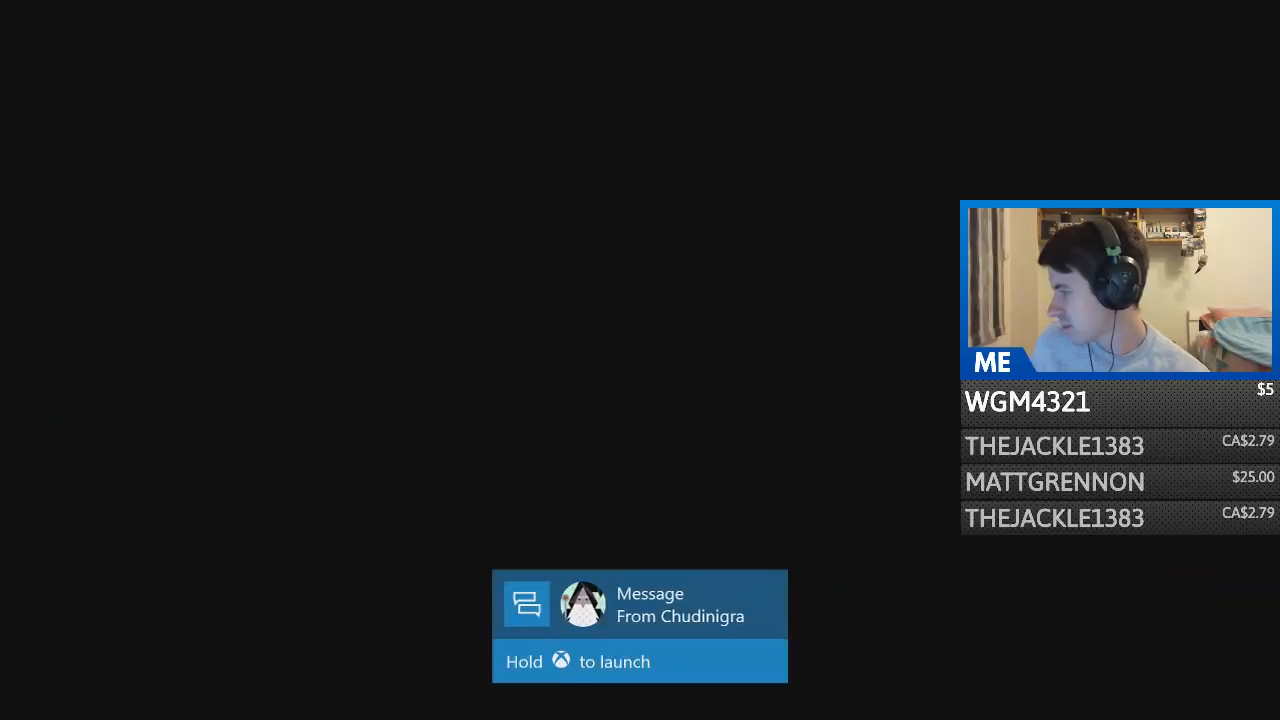 ME
WGM4321 $5
THEJACKLE1383 CA$2.79
MATTGRENNON $25.00
THEJACKLE1383 CA$2.79
Message
From Chudinigra
Hold to launch